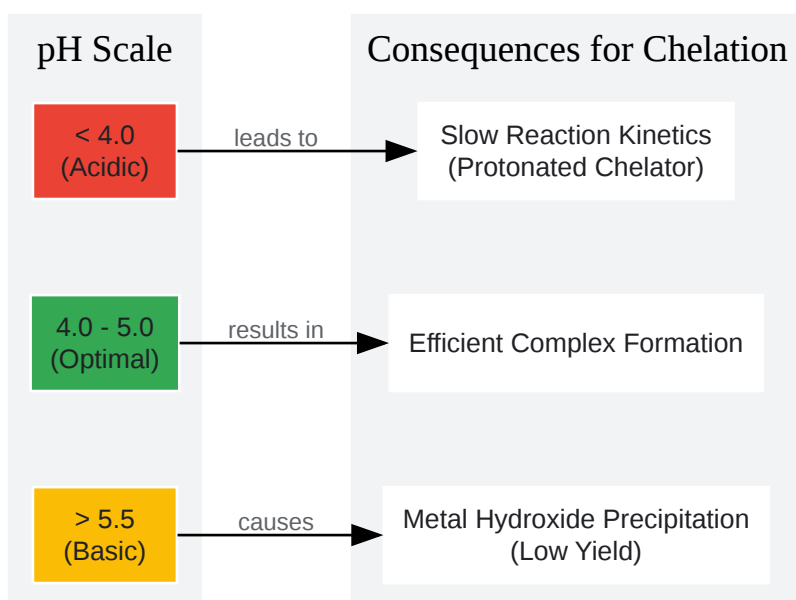 pH Scale
Consequences for Chelation
< 4.0
(Acidic)
leads to
Slow Reaction Kinetics
(Protonated Chelator)
4.0 - 5.0
(Optimal)
results in
Efficient Complex Formation
> 5.5
(Basic)
causes
Metal Hydroxide Precipitation
(Low Yield)